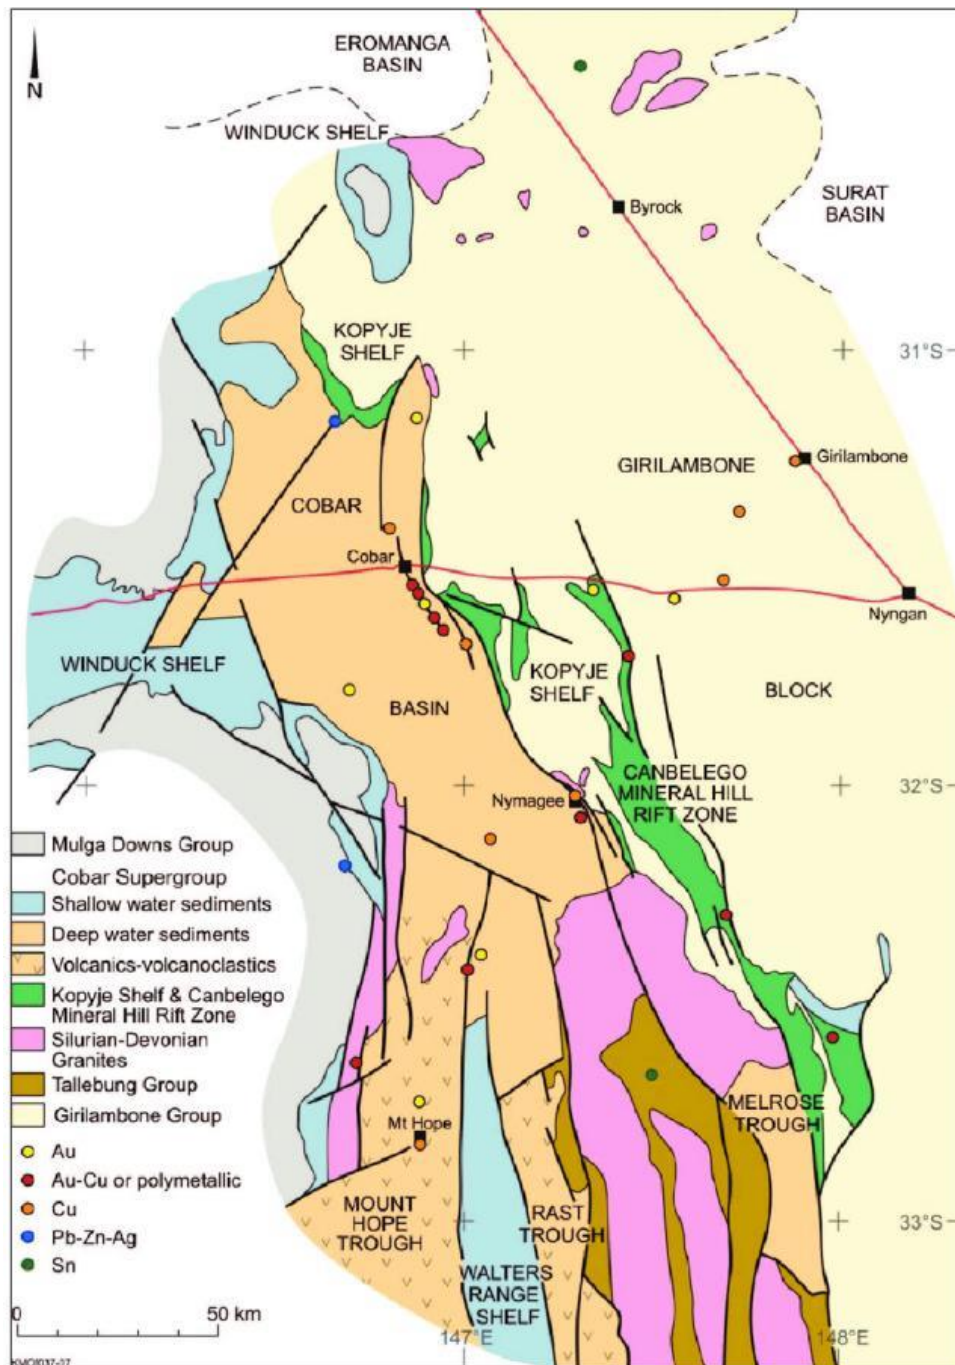 N
EROMANGA
BASIN
WINDUCK SHELF
Byrock
SURAT
BASIN
KOPYJE
SHELF
31°S
GIRILAMBONE
Girilambone
COBAR
Cobar
Nyngan
WINDUCK SHELF
KOPYJE
SHELF
BASIN
BLOCK
CANBELEGO
MINERAL HILL
RIFT ZONE
Nymagee
32°S
Mulga Downs Group
Cobar Supergroup
Shallow water sediments
Deep water sediments
Volcanics-volcanoclastics
Kopyje Shelf & Canbelego
Mineral Hill Rift Zone
Silurian-Devonian
Granites
Tallebung Group
Girilambone Group
Au
Au-Cu or polymetallic
Cu
Pb-Zn-Ag
Sn
0 50 km
Mt Hope
MELROSE
TROUGH
MOUNT
HOPE
TROUGH
RAST
TROUGH
33°S
WALTERS
RANGE
SHELF
147°E
148°E